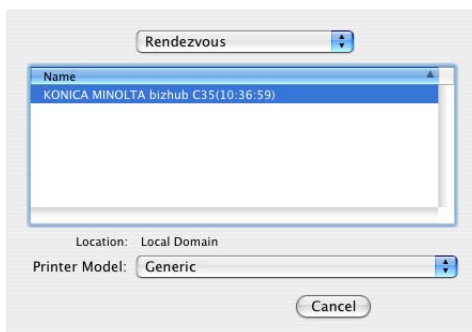 Rendezvous
Name
KONICA MINOLTA bizhub C35(10:36:59)
Location: Local Domain
Printer Model: Generic
Cancel